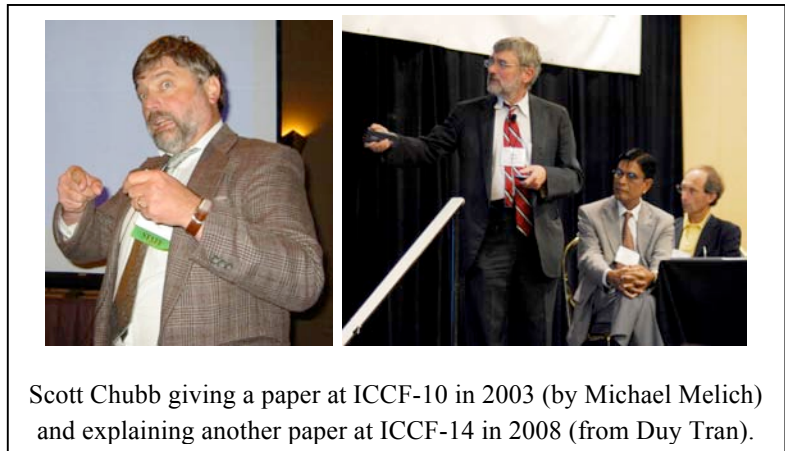 Scott Chubb giving a paper at ICCF-10 in 2003 (by Michael Melich)
and explaining another paper at ICCF-14 in 2008 (from Duy Tran).